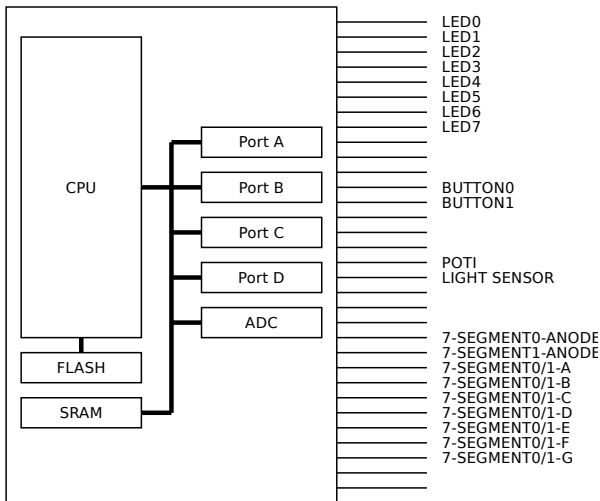 LED0
LED1
LED2
LED3
LED4
LED5
LED6
LED7
Port A
CPU
Port B
BUTTON0
BUTTON1
Port C
POTI
Port D
LIGHT SENSOR
ADC
7-SEGMENT0-ANODE
7-SEGMENT1-ANODE
FLASH
7-SEGMENT0/1-A
7-SEGMENT0/1-B
7-SEGMENT0/1-C
SRAM
7-SEGMENT0/1-D
7-SEGMENT0/1-E
7-SEGMENT0/1-F
7-SEGMENT0/1-G